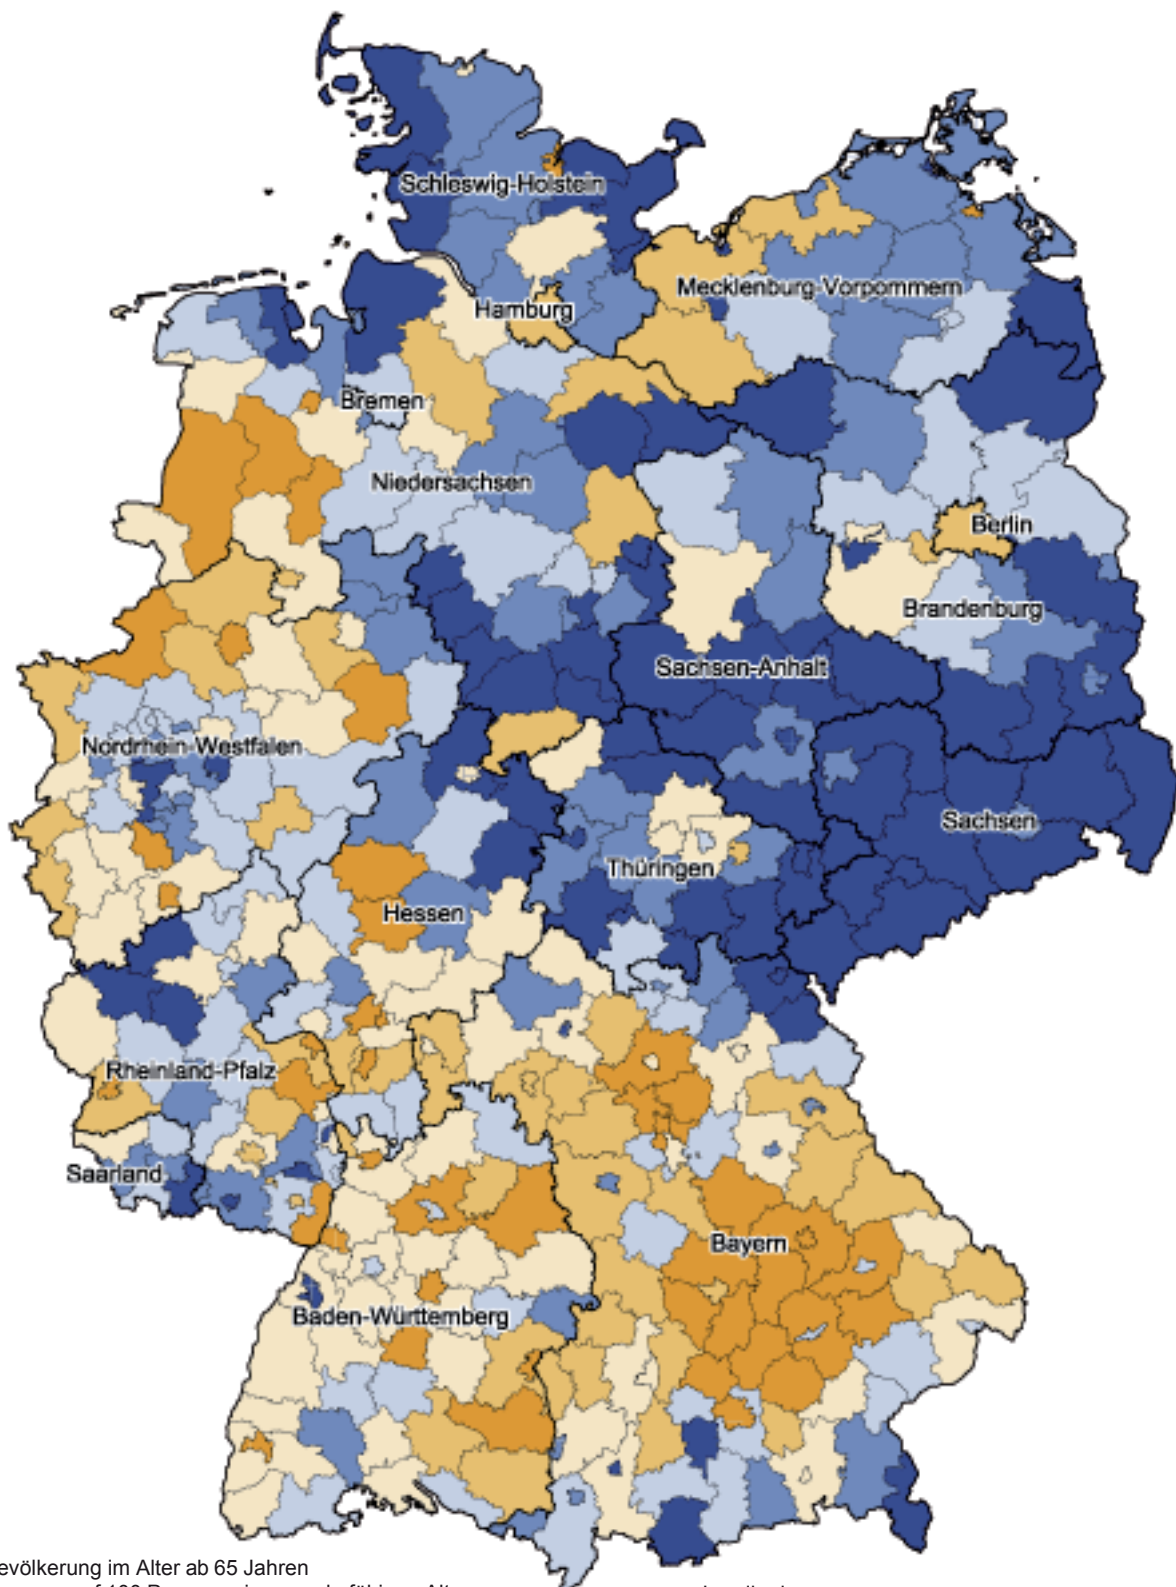 Schleswig-Holstein
Mecklenburg-Vorpommern
Hamburg
Bremen
Niedersachsen
Berlin
Brandenburg
Sachsen-Anhalt
Nordrhein-Westfalen
Sachsen
Thüringen
Hessen
Rheinland-Pfalz
Saarland
Bayern
Baden-Württemberg
evölkerung im Alter ab 65 Jahren